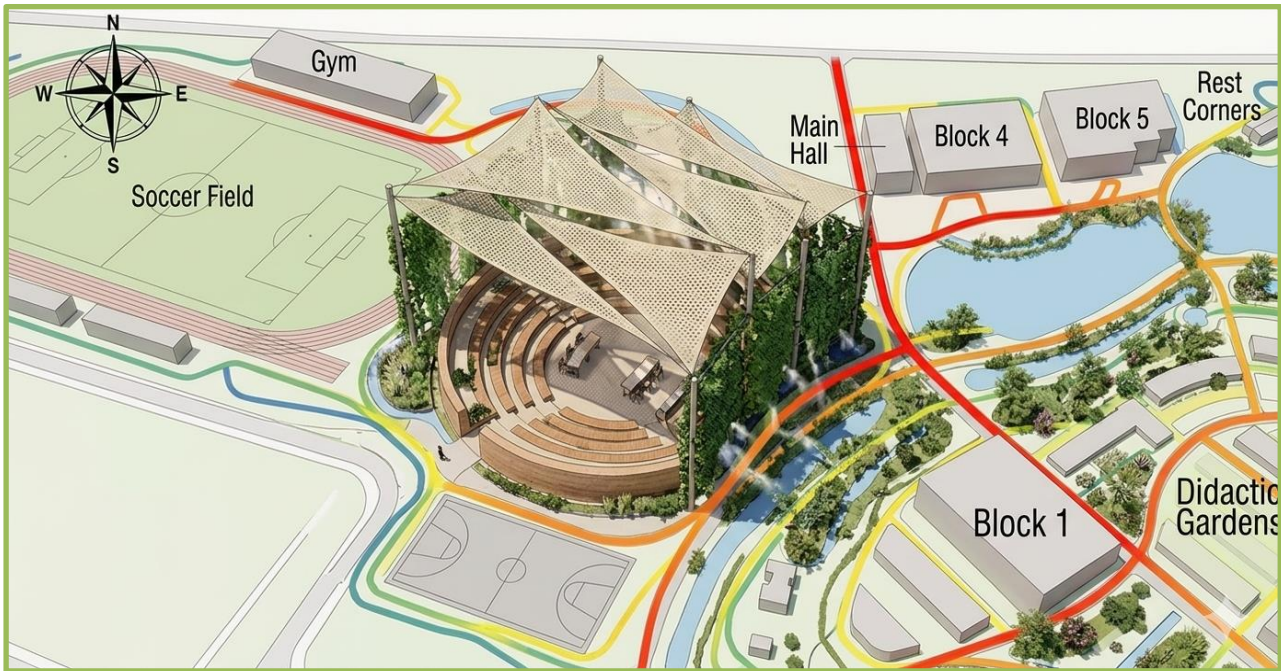 N
W
E
S
Gym
Soccer Field
Main
Hall
Block 4
Block 5
Rest
Corners
Block 1
Didactic
Gardens